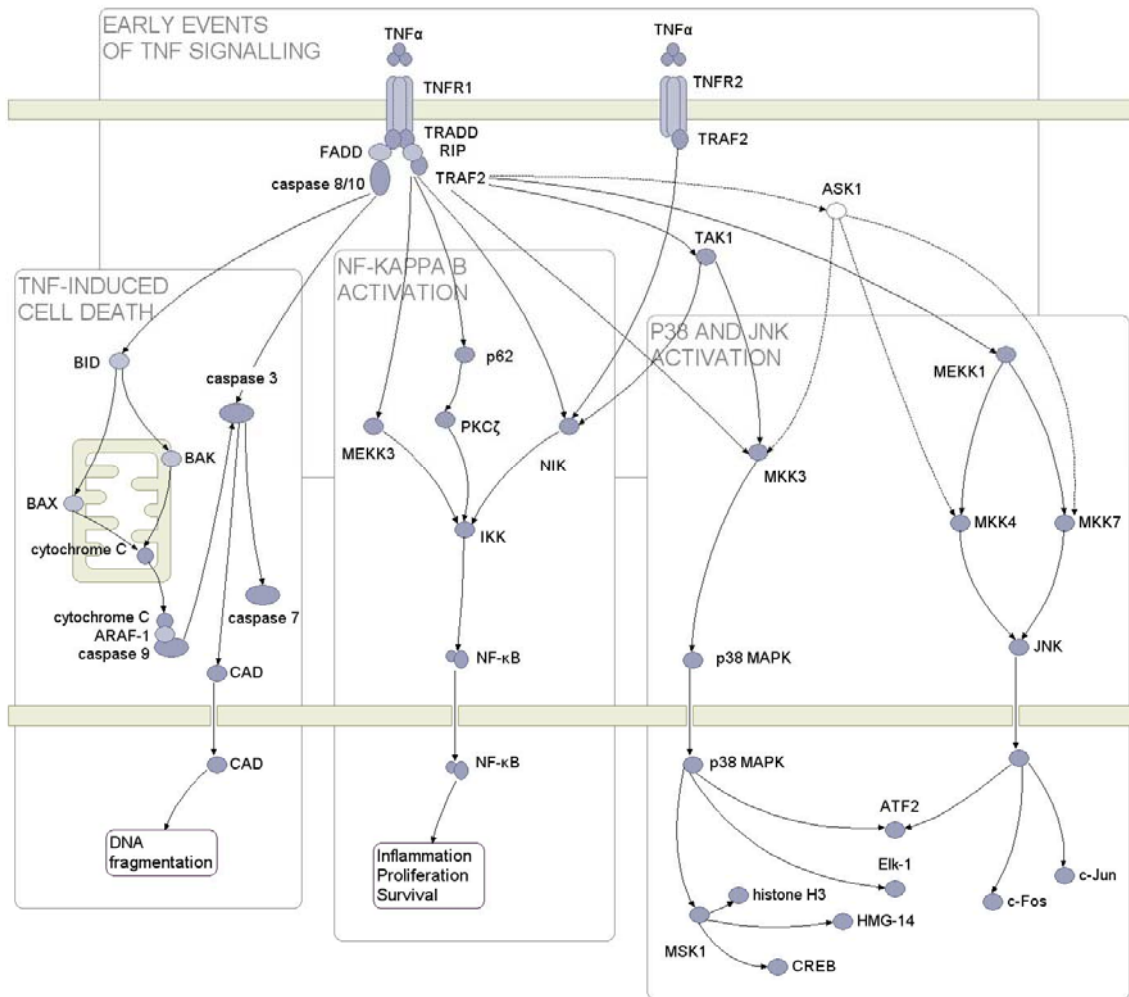 EARLY EVENTS
OF TNF SIGNALLING
TNFα
TNFα
TNFR1
TNFR2
TRADD
FADD
RIP
TRAF2
caspase 8/10
TRAF2
ASK1
TAK1
TNF-INDUCED
CELL DEATH
NF-KAPPA B
ACTIVATION
P38 AND JNK
ACTIVATION
BID
caspase 3
p62
MEKK1
PKCζ
MEKK3
NIK
BAK
MKK3
BAX
cytochrome C
IKK
MKK4
MKK7
caspase 7
cytochrome C
ARAF-1
caspase 9
CAD
NF-κB
p38 MAPK
JNK
CAD
NF-κB
p38 MAPK
ATF2
DNA
fragmentation
Inflammation
Proliferation
Survival
Elk-1
c-Jun
histone H3
c-Fos
HMG-14
MSK1
CREB